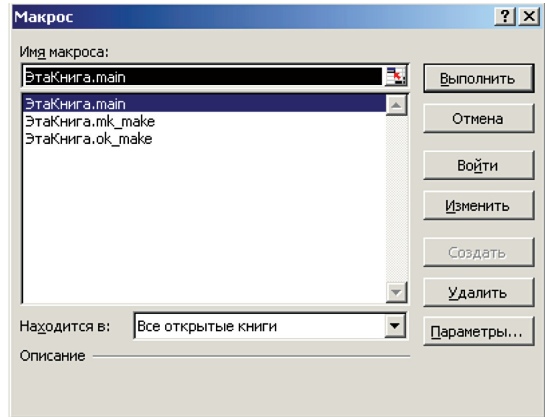 Макрос
Имя макроса:
ЭтаКнига.main
Выполнить
ЭтаКнига.main
ЭтаКнига.mk_make
ЭтаКнига.ok_make
Отмена
Войти
Изменить
Создать
Удалить
Находится в: Все открытые книги
Параметры...
Описание